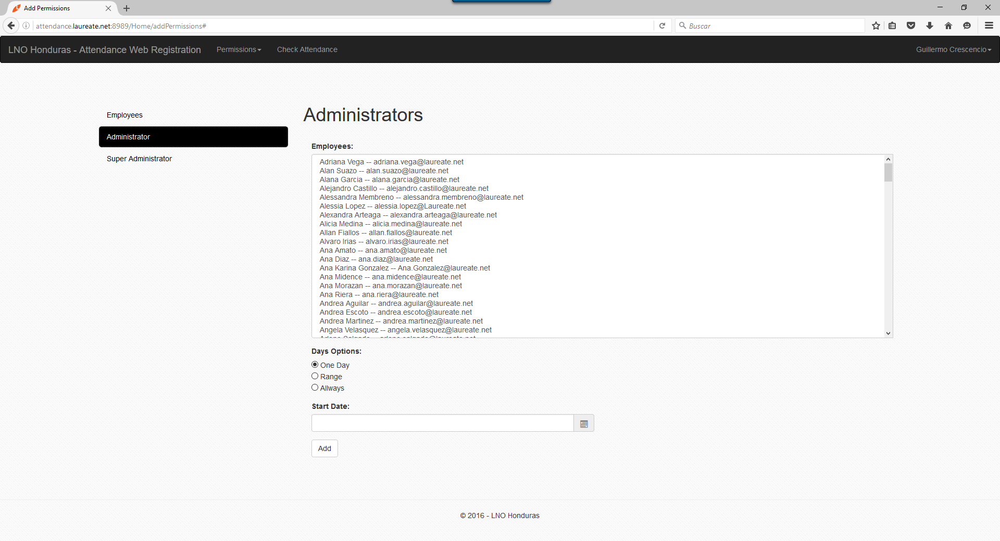 Add Permissions
attendance.laureate.net:8989/Home/addPermissions#
Buscar
LNO Honduras - Attendance Web Registration
Permissions
Check Attendance
Guillermo Crescencio
Employees
Administrator
Super Administrator
Administrators
Employees:
Adriana Vega -- adriana.vega@laureate.net
Alan Suazo -- alan.suazo@laureate.net
Alana Garcia -- alana.garcia@laureate.net
Alejandro Castillo -- alejandro.castillo@laureate.net
Alessandra Membreno -- alessandra.membreno@laureate.net
Alessia Lopez -- alessia.lopez@Laureate.net
Alexandra Arteaga -- alexandra.arteaga@laureate.net
Alicia Medina -- alicia.medina@laureate.net
Allan Fiallos -- allan.fiallos@laureate.net
Alvaro Irias -- alvaro.irias@laureate.net
Ana Amato -- ana.amato@laureate.net
Ana Diaz -- ana.diaz@laureate.net
Ana Karina Gonzalez -- Ana.Gonzalez@laureate.net
Ana Midence -- ana.midence@laureate.net
Ana Morazan -- ana.morazan@laureate.net
Ana Riera -- ana.riera@laureate.net
Andrea Aguilar -- andrea.aguilar@laureate.net
Andrea Escoto -- andrea.escoto@laureate.net
Andrea Martinez -- andrea.martinez@laureate.net
Angela Velasquez -- angela.velasquez@laureate.net
Days Options:
One Day
Range
Allways
Start Date:
Add
© 2016 - LNO Honduras